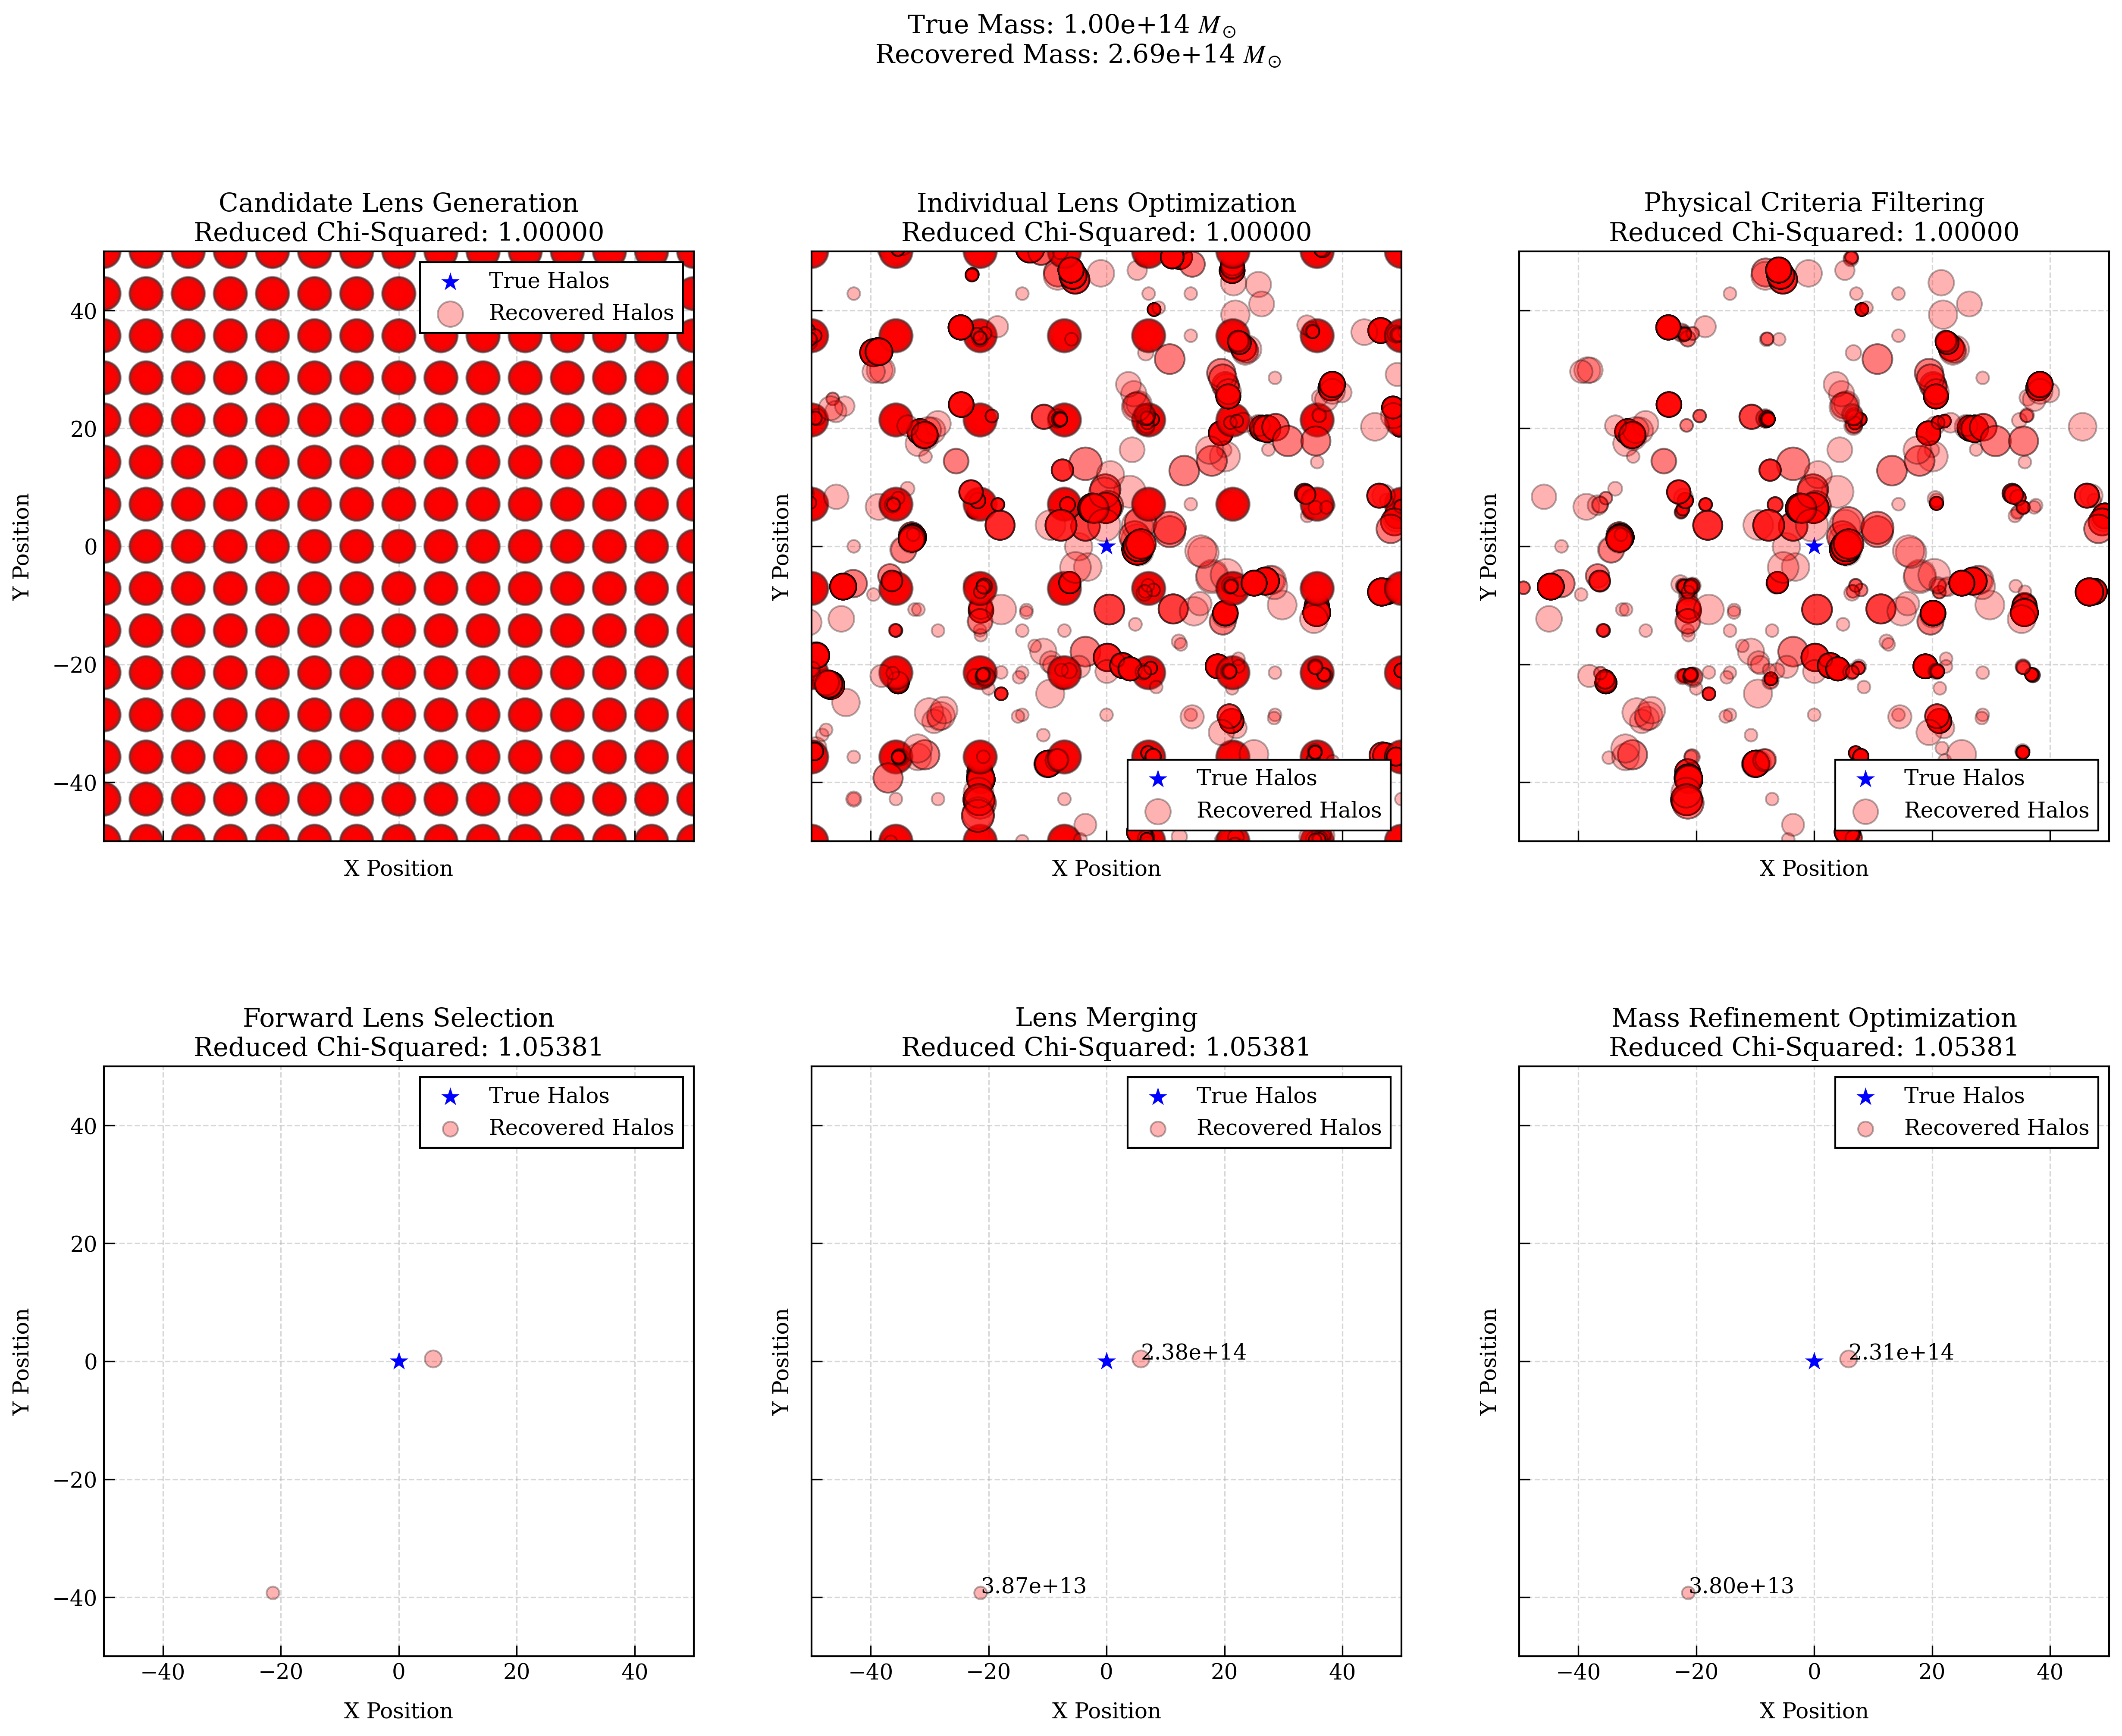 True Mass: 1.00e+14 M⊙
Recovered Mass: 2.69e+14 M⊙
Candidate Lens Generation
Reduced Chi-Squared: 1.00000
True Halos
Recovered Halos
Y Position
40
20
0
−20
−40
X Position
Individual Lens Optimization
Reduced Chi-Squared: 1.00000
Y Position
True Halos
Recovered Halos
X Position
Physical Criteria Filtering
Reduced Chi-Squared: 1.00000
Y Position
True Halos
Recovered Halos
X Position
Forward Lens Selection
Reduced Chi-Squared: 1.05381
True Halos
Recovered Halos
Y Position
40
20
0
−20
−40
−40 −20 0 20 40
X Position
Lens Merging
Reduced Chi-Squared: 1.05381
True Halos
Recovered Halos
Y Position
2.38e+14
3.87e+13
−40 −20 0 20 40
X Position
Mass Refinement Optimization
Reduced Chi-Squared: 1.05381
True Halos
Recovered Halos
Y Position
2.31e+14
3.80e+13
−40 −20 0 20 40
X Position